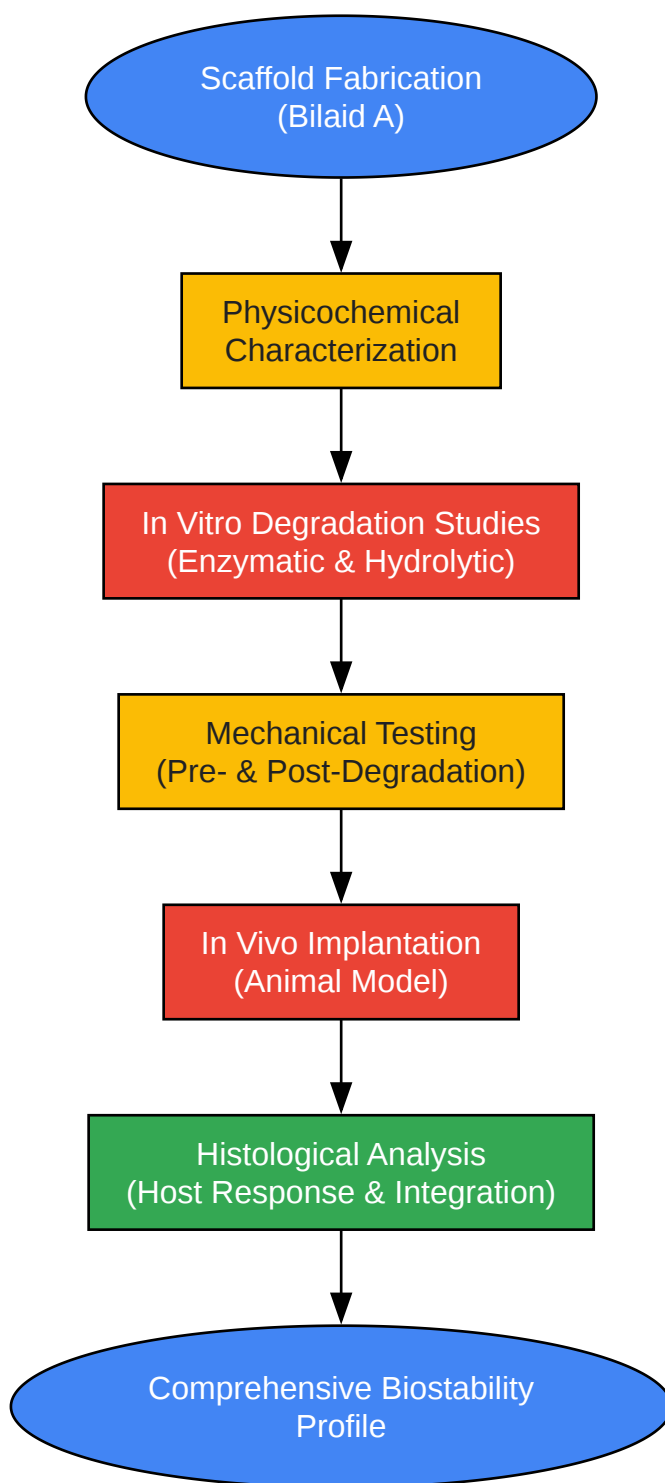 Scaffold Fabrication
(Bilaid A)
Physicochemical
Characterization
In Vitro Degradation Studies
(Enzymatic & Hydrolytic)
Mechanical Testing
(Pre- & Post-Degradation)
In Vivo Implantation
(Animal Model)
Histological Analysis
(Host Response & Integration)
Comprehensive Biostability
Profile